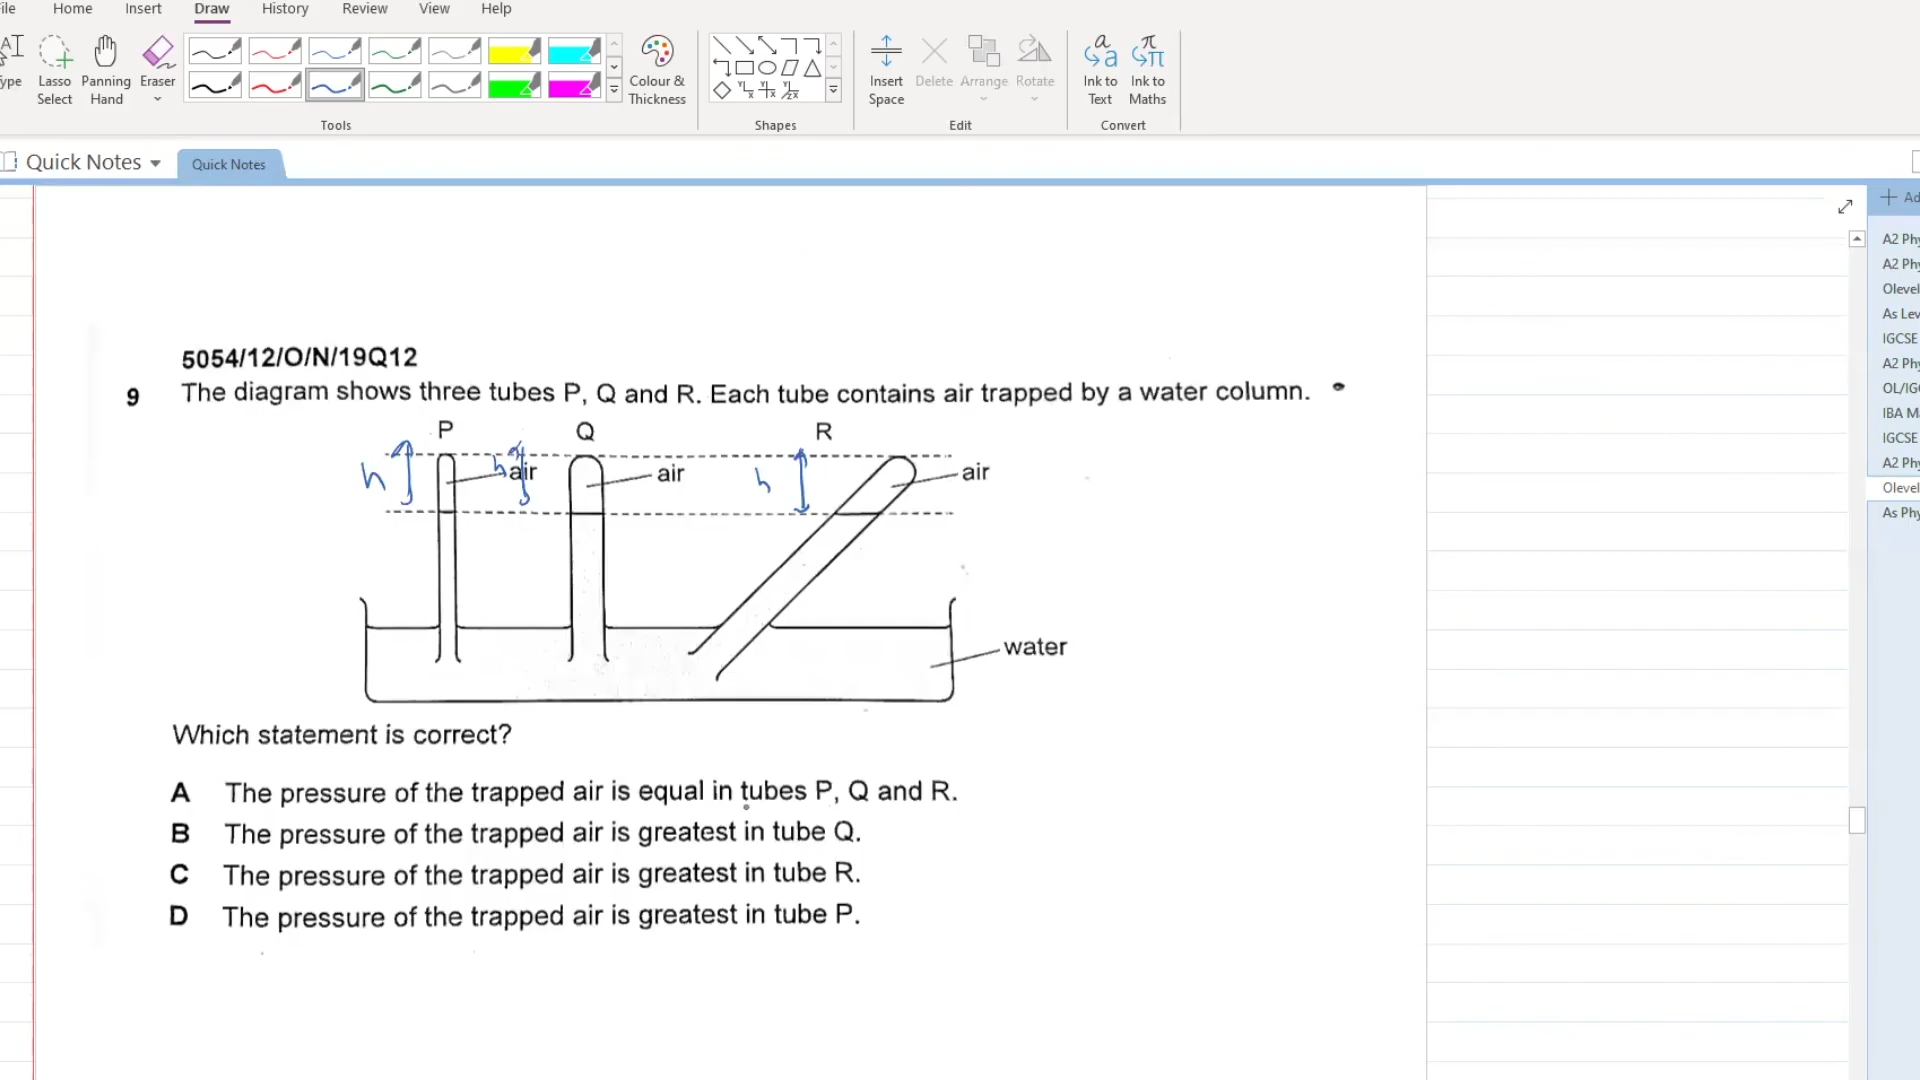 Home Insert Draw History Review View Help
Lasso Select
Panning Hand
Eraser
Colour & Thickness
Insert Space
Delete
Arrange
Rotate
Ink to Text
Ink to Maths
Tools
Shapes
Edit
Convert
Quick Notes
Quick Notes
5054/12/O/N/19Q12
9 The diagram shows three tubes P, Q and R. Each tube contains air trapped by a water column.
P Q R
h air h air h air
water
Which statement is correct?
A The pressure of the trapped air is equal in tubes P, Q and R.
B The pressure of the trapped air is greatest in tube Q.
C The pressure of the trapped air is greatest in tube R.
D The pressure of the trapped air is greatest in tube P.
A2 Phy
A2 Phy
Olevel
As Lev
IGCSE
A2 Phy
OL/IGC
IBA M
IGCSE
A2 Phy
Olevel
As Phy